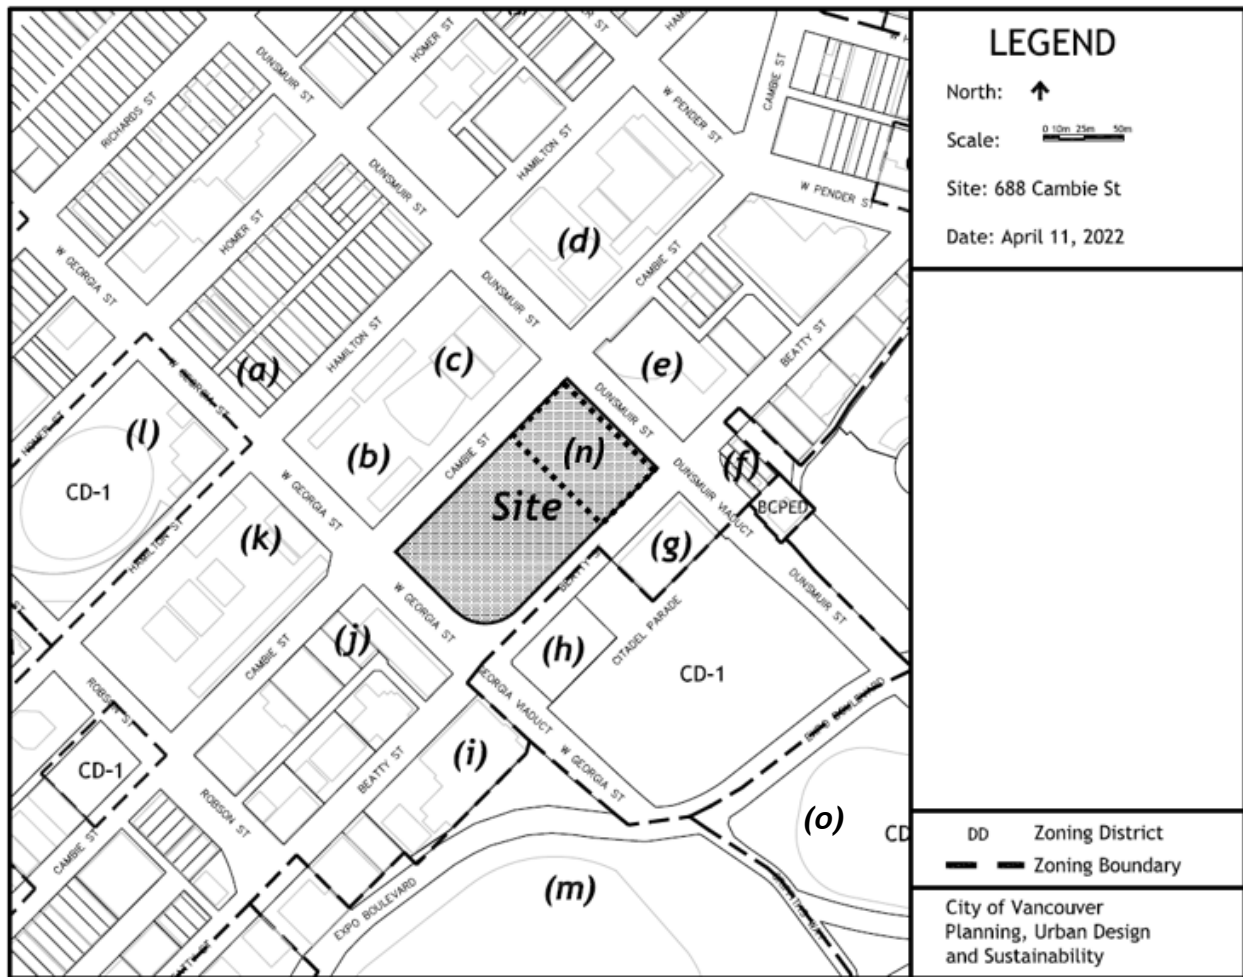 HOMER ST
HAMI
W P
DUNSMUIR ST
CAMBIE ST
RICHARDS ST
W PENDER ST
HAMILTON ST
DUNSMUIR ST
W PENDER ST
HOMER ST
(d)
CAMBIE ST
W GEORGIA ST
DUNSMUIR ST
HAMILTON ST
BEATTY ST
(c)
(e)
(a)
W GEORGIA ST
DUNSMUIR ST
HOMER ST
(l)
(b)
CAMBIE ST
(n)
(f)
DUNSMUIR VIADUCT
CD-1
W GEORGIA ST
Site
BCPED
HAMILTON ST
(k)
(g)
BEATTY
DUNSMUIR ST
W GEORGIA ST
CITADEL PARADE
(j)
(h)
CAMBIE ST
CD-1
ROBSON ST
GEORGIA VIADUCT
EXPO BOULEVARD
CD-1
BEATTY ST
(i)
W GEORGIA ST
ROBSON ST
(o)
CD
CAMBIE ST
(m)
EXPO BOULEVARD
LEGEND
North:
Scale: 0 10m 25m 50m
Site: 688 Cambie St
Date: April 11, 2022
DD Zoning District
Zoning Boundary
City of Vancouver
Planning, Urban Design
and Sustainability